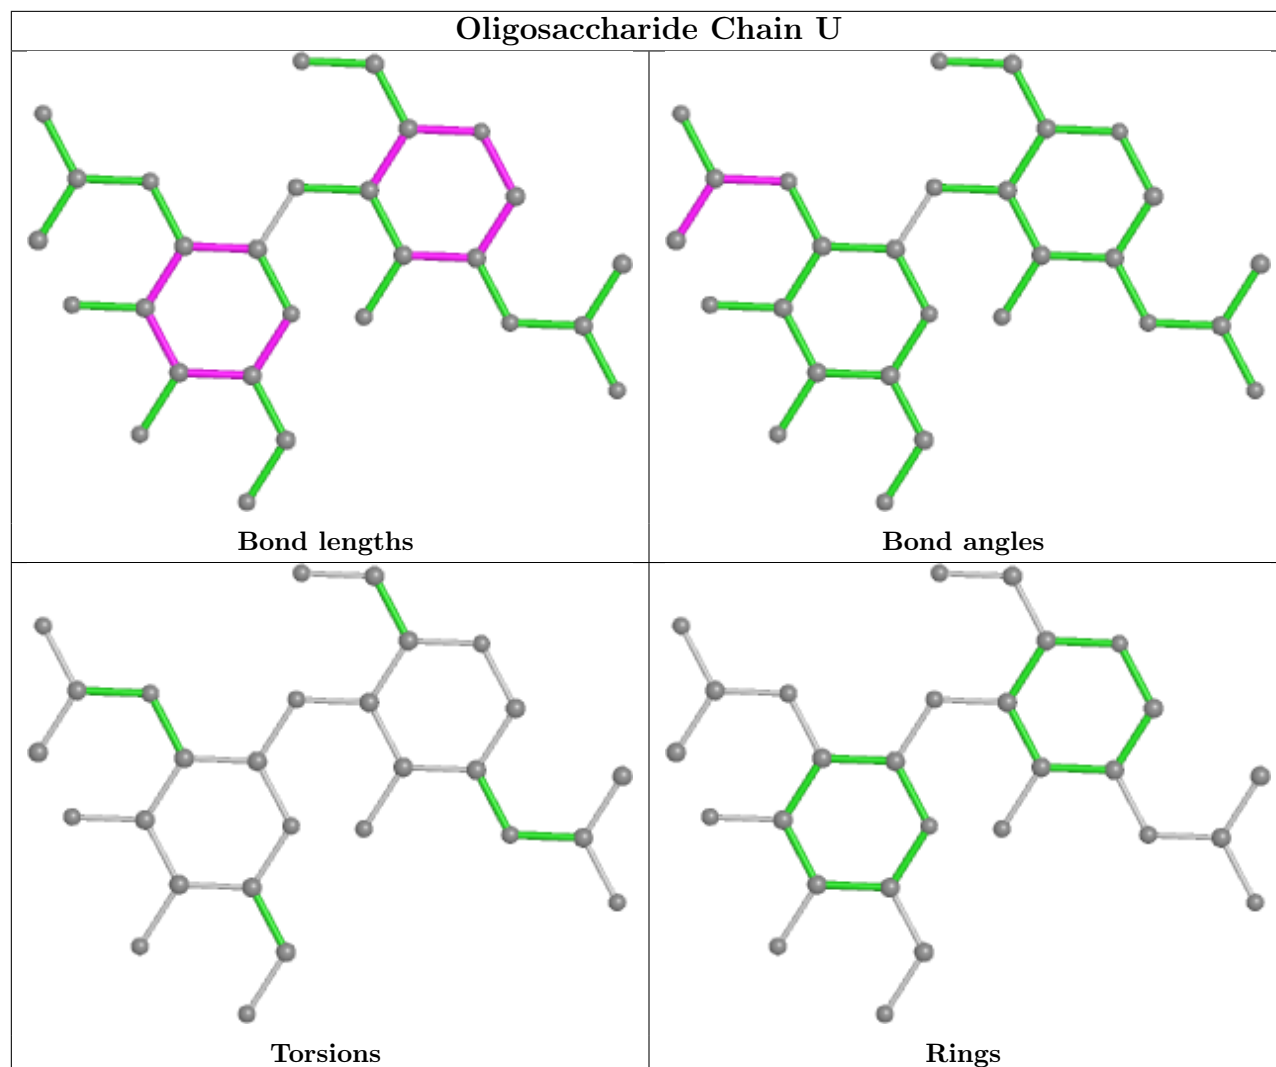 Oligosaccharide Chain U
Bond lengths
Bond angles
Torsions
Rings